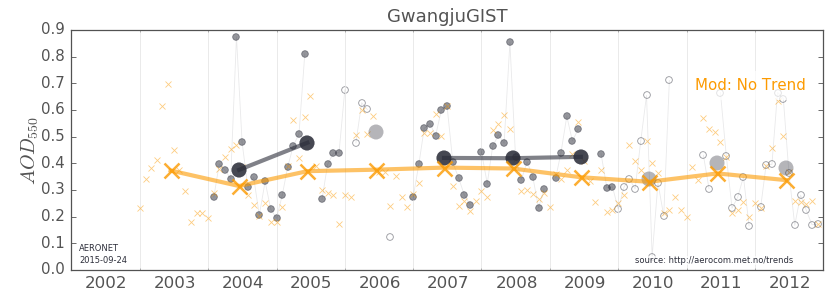 GwangjuGIST
0.9
0.8
0.7
0.6
0.5
0.4
0.3
0.2
0.1
0.0
AOD550
Mod: No Trend
AERONET
2015-09-24
source: http://aerocom.met.no/trends
2002 2003 2004 2005 2006 2007 2008 2009 2010 2011 2012